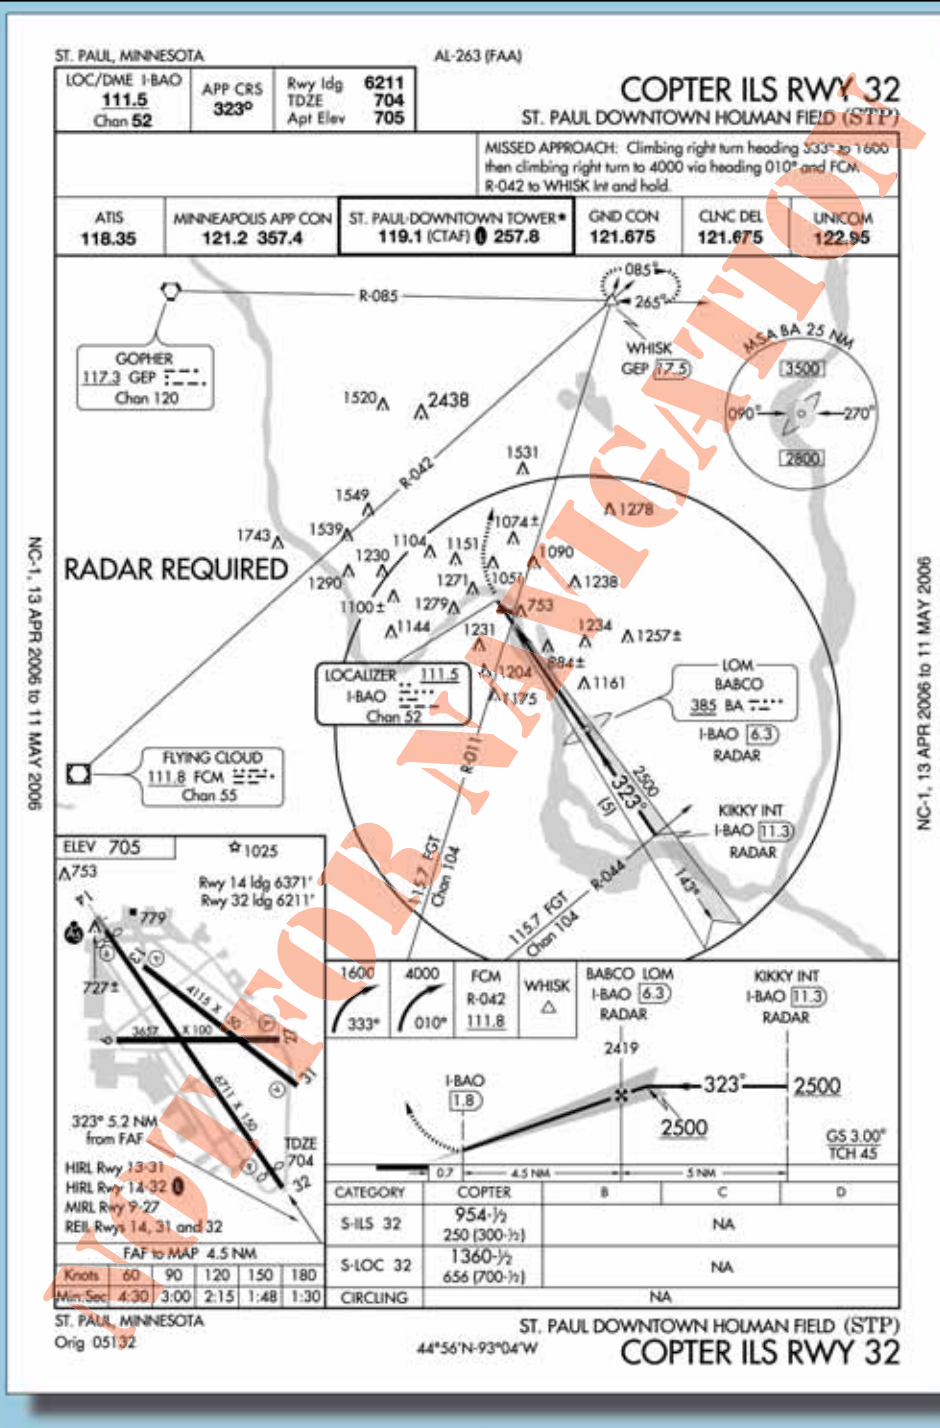 ST. PAUL, MINNESOTA
AL-263 (FAA)
LOC/DME I-BAO
111.5
Chan 52
APP CRS
323°
Rwy ldg 6211
TDZE 704
Apt Elev 705
COPTER ILS RWY 32
ST. PAUL DOWNTOWN HOLMAN FIELD (STP)
MISSED APPROACH: Climbing right turn heading 333° to 1600
then climbing right turn to 4000 via heading 010° and FCM
R-042 to WHISK Int and hold.
ATIS
118.35
MINNEAPOLIS APP CON
121.2 357.4
ST. PAUL-DOWNTOWN TOWER*
119.1 (CTAF) L 257.8
GND CON
121.675
CLNC DEL
121.675
UNICOM
122.95
085°
265°
R-085
WHISK
GEP 17.5
GOPHER
117.3 GEP
Chan 120
MSA BA 25 NM
3500
090°
270°
2800
1520
2438
R-042
1531
1549
1278
1539
1743
1074±
1104
1151
1090
RADAR REQUIRED
1230
1290
1271
1057
1238
1100±
1279
753
1144
1231
1234
1257±
884±
1204
1161
1175
LOCALIZER 111.5
I-BAO
Chan 52
LOM
BABCO
385 BA
I-BAO 6.3
RADAR
FLYING CLOUD
111.8 FCM
Chan 55
R-011
2500
323°
(5)
KIKKY INT
I-BAO 11.3
RADAR
115.7 FGT
Chan 104
R-044
115.7 FGT
Chan 104
143°
NC-1, 13 APR 2006 to 11 MAY 2006
NC-1, 13 APR 2006 to 11 MAY 2006
NOT FOR NAVIGATION
ELEV 705
1025
753
Rwy 14 ldg 6371'
Rwy 32 ldg 6211'
14
779
A5
13
727±
4115 X
3657 X 100
9
27
31
6711 X 150
323° 5.2 NM
from FAF
TDZE
704
32
HIRL Rwy 13-31
HIRL Rwy 14-32 L
MIRL Rwy 9-27
REIL Rwys 14, 31 and 32
FAF to MAP 4.5 NM
Knots 60 90 120 150 180
Min:Sec 4:30 3:00 2:15 1:48 1:30
1600
333°
4000
010°
FCM
R-042
111.8
WHISK
BABCO LOM
I-BAO 6.3
RADAR
KIKKY INT
I-BAO 11.3
RADAR
2419
I-BAO
1.8
323°
2500
2500
GS 3.00°
TCH 45
0.7 4.5 NM 5 NM
CATEGORY COPTER B C D
S-ILS 32 954-½ NA
250 (300-½)
S-LOC 32 1360-½ NA
656 (700-½)
CIRCLING NA
ST. PAUL, MINNESOTA
Orig 05132
44°56'N-93°04'W
ST. PAUL DOWNTOWN HOLMAN FIELD (STP)
COPTER ILS RWY 32